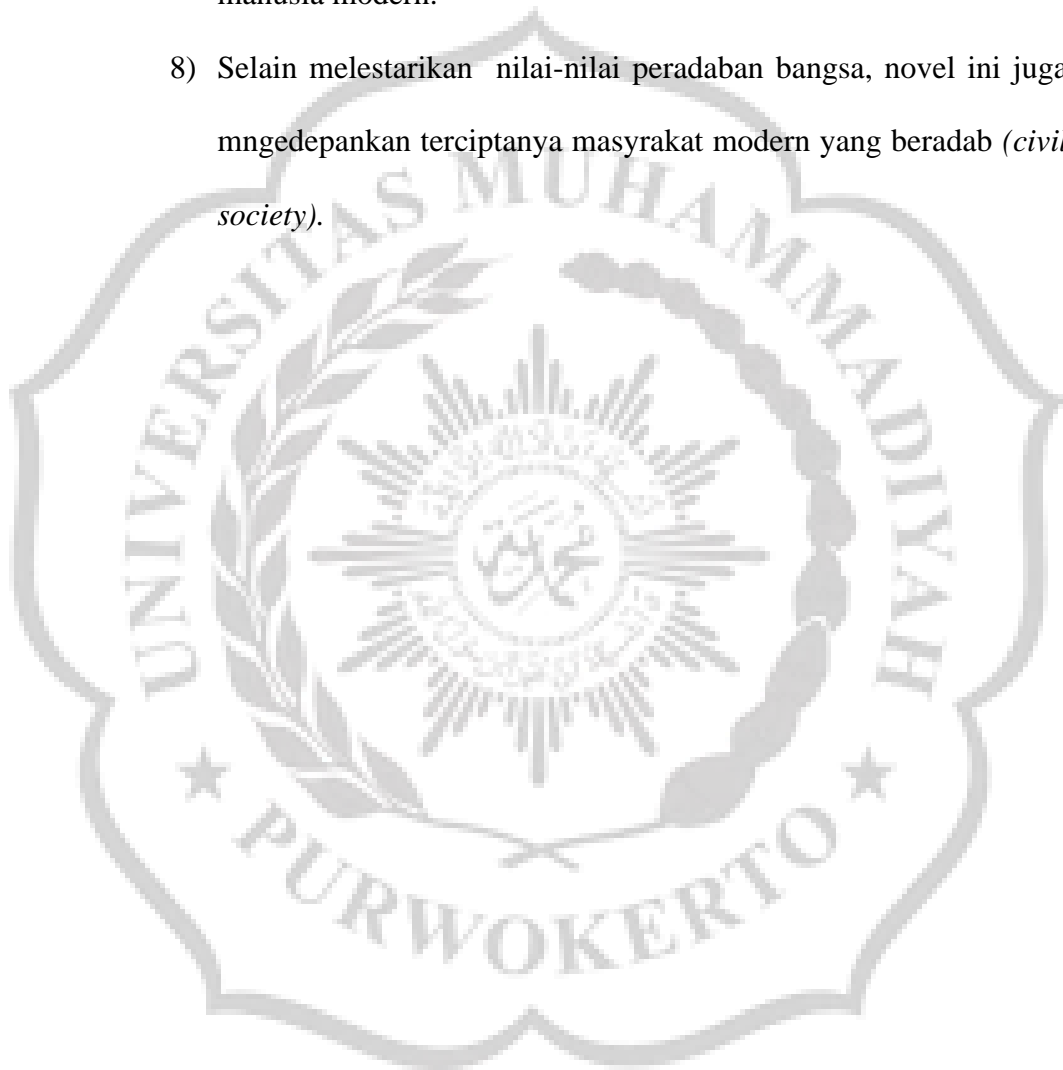 manusia modern.
8) Selain melestarikan nilai-nilai peradaban bangsa, novel ini juga
mngedepankan terciptanya masyrakat modern yang beradab (civil
society).
UNIVERSITAS MUHAMMADIYAH
PURWOKERTO